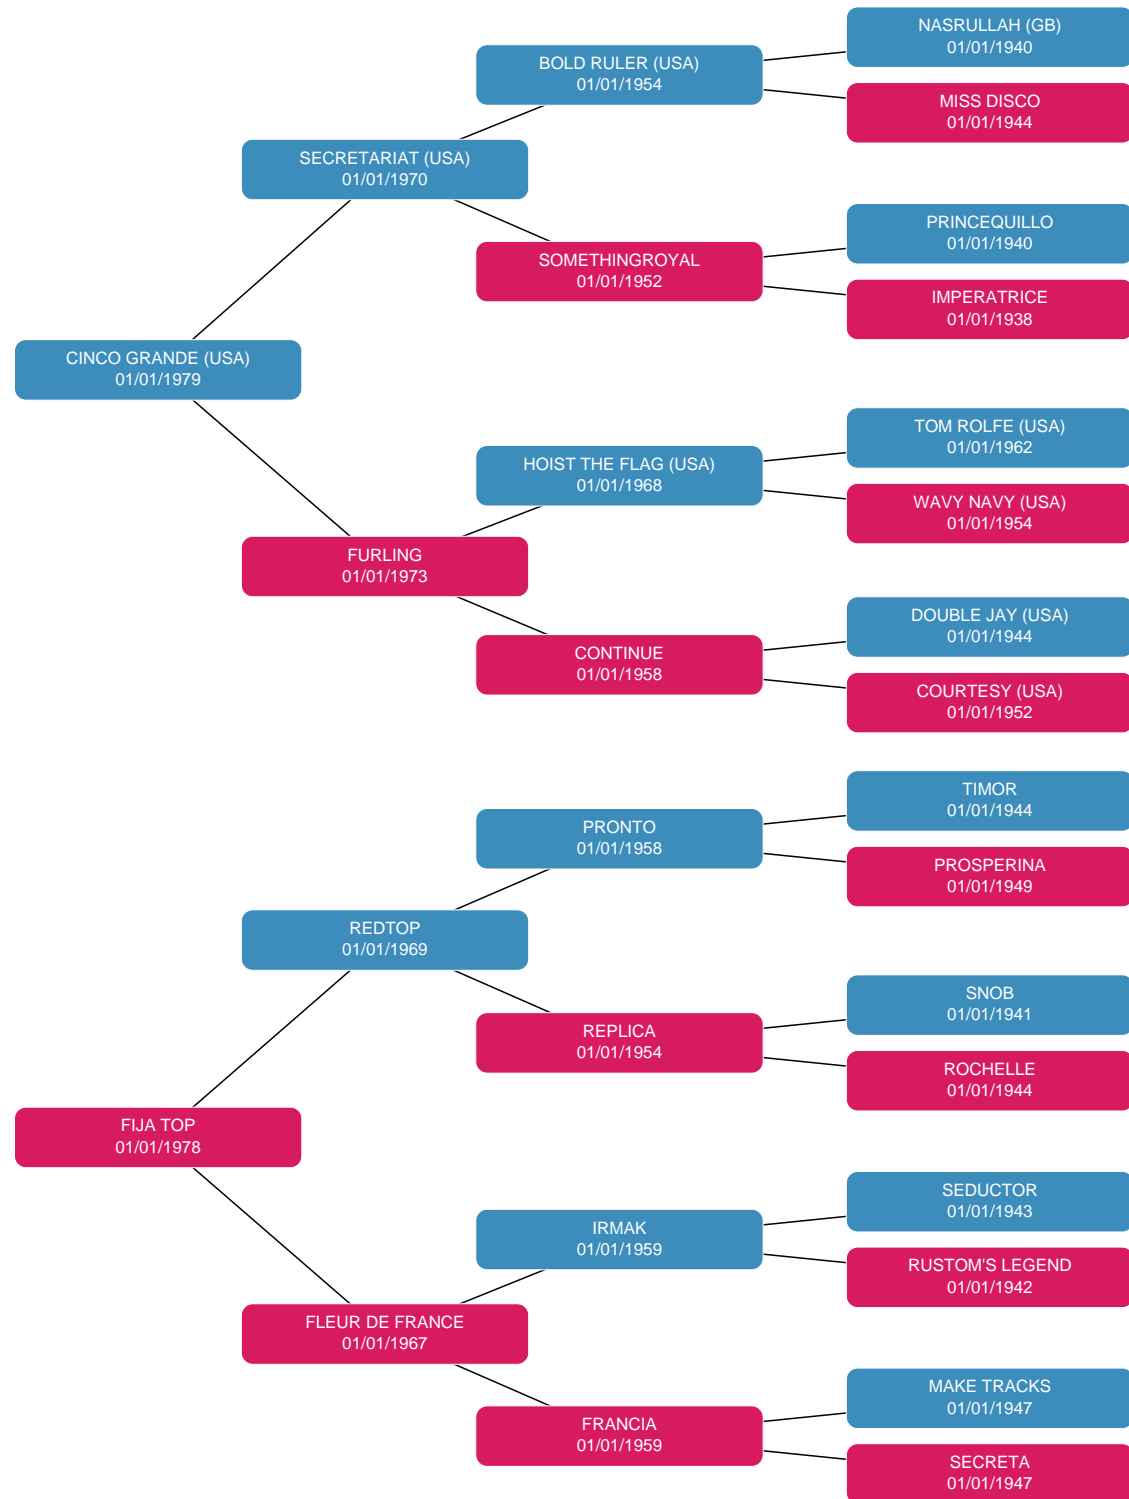 NASRULLAH (GB)
01/01/1940
BOLD RULER (USA)
01/01/1954
MISS DISCO
01/01/1944
SECRETARIAT (USA)
01/01/1970
PRINCEQUILLO
01/01/1940
SOMETHINGROYAL
01/01/1952
IMPERATRICE
01/01/1938
CINCO GRANDE (USA)
01/01/1979
TOM ROLFE (USA)
01/01/1962
HOIST THE FLAG (USA)
01/01/1968
WAVY NAVY (USA)
01/01/1954
FURLING
01/01/1973
DOUBLE JAY (USA)
01/01/1944
CONTINUE
01/01/1958
COURTESY (USA)
01/01/1952
TIMOR
01/01/1944
PRONTO
01/01/1958
PROSPERINA
01/01/1949
REDTOP
01/01/1969
SNOB
01/01/1941
REPLICA
01/01/1954
ROCHELLE
01/01/1944
FIJA TOP
01/01/1978
SEDUCTOR
01/01/1943
IRMAK
01/01/1959
RUSTOM'S LEGEND
01/01/1942
FLEUR DE FRANCE
01/01/1967
MAKE TRACKS
01/01/1947
FRANCIA
01/01/1959
SECRETA
01/01/1947